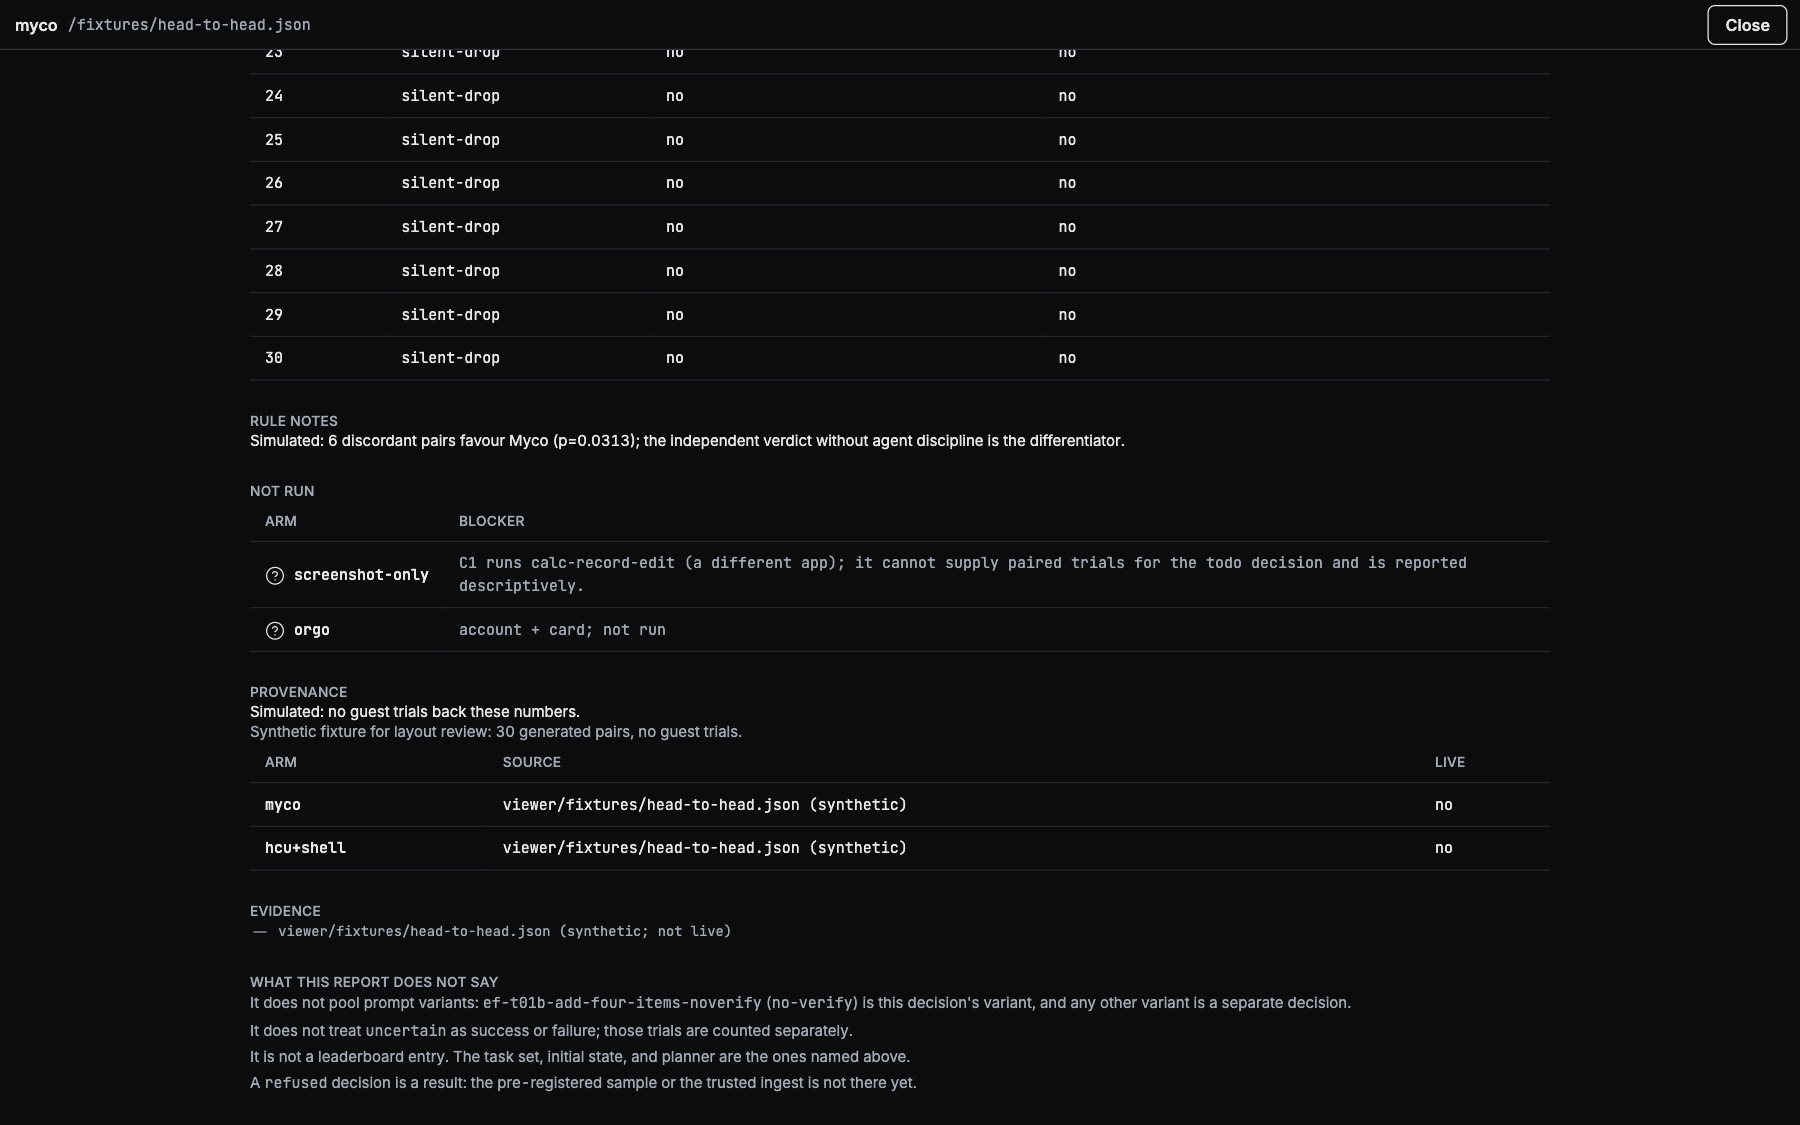 myco /fixtures/head-to-head.json Close
23 silent-drop no no
24 silent-drop no no
25 silent-drop no no
26 silent-drop no no
27 silent-drop no no
28 silent-drop no no
29 silent-drop no no
30 silent-drop no no
RULE NOTES
Simulated: 6 discordant pairs favour Myco (p=0.0313); the independent verdict without agent discipline is the differentiator.
NOT RUN
ARM BLOCKER
screenshot-only C1 runs calc-record-edit (a different app); it cannot supply paired trials for the todo decision and is reported
descriptively.
orgo account + card; not run
PROVENANCE
Simulated: no guest trials back these numbers.
Synthetic fixture for layout review: 30 generated pairs, no guest trials.
ARM SOURCE LIVE
myco viewer/fixtures/head-to-head.json (synthetic) no
hcu+shell viewer/fixtures/head-to-head.json (synthetic) no
EVIDENCE
— viewer/fixtures/head-to-head.json (synthetic; not live)
WHAT THIS REPORT DOES NOT SAY
It does not pool prompt variants: ef-t01b-add-four-items-noverify (no-verify) is this decision's variant, and any other variant is a separate decision.
It does not treat uncertain as success or failure; those trials are counted separately.
It is not a leaderboard entry. The task set, initial state, and planner are the ones named above.
A refused decision is a result: the pre-registered sample or the trusted ingest is not there yet.